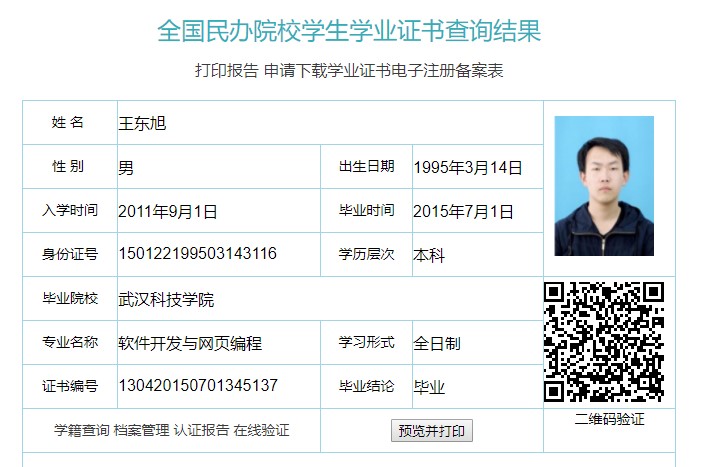 全国民办院校学生学业证书查询结果
打印报告 申请下载学业证书电子注册备案表
姓 名 王东旭
性 别 男 出生日期 1995年3月14日
入学时间 2011年9月1日 毕业时间 2015年7月1日
身份证号 150122199503143116 学历层次 本科
毕业院校 武汉科技学院
专业名称 软件开发与网页编程 学习形式 全日制
证书编号 130420150701345137 毕业结论 毕业
二维码验证
学籍查询 档案管理 认证报告 在线验证 预览并打印